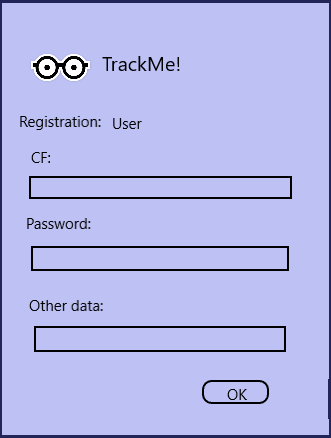 TrackMe!
Registration: User
CF:
Password:
Other data:
OK